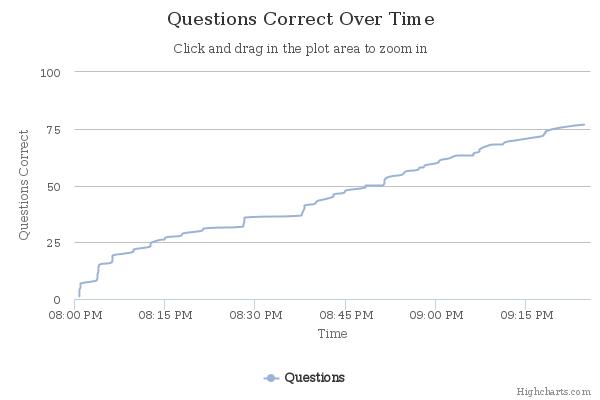 Questions Correct Over Time
Click and drag in the plot area to zoom in
Questions Correct
100
75
50
25
0
08:00 PM 08:15 PM 08:30 PM 08:45 PM 09:00 PM 09:15 PM
Time
Questions
Highcharts.com